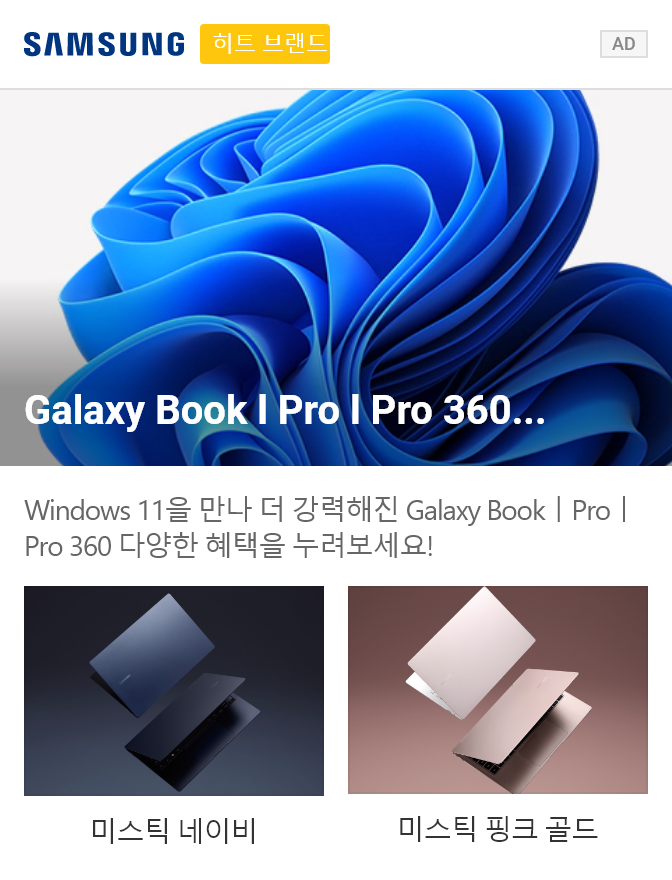 SAMSUNG 히트 브랜드 AD
Galaxy Book l Pro l Pro 360...
Windows 11을 만나 더 강력해진 Galaxy Book | Pro |
Pro 360 다양한 혜택을 누려보세요!
미스틱 네이비
미스틱 핑크 골드